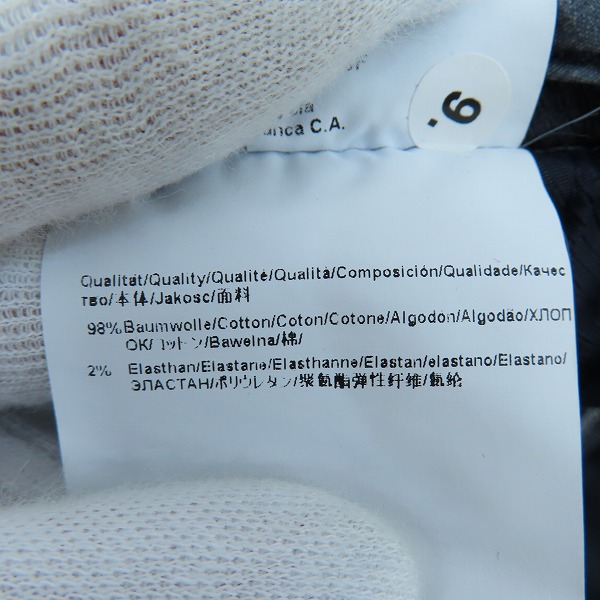 anca C.A.
9.
Qualität/Quality/Qualité/Qualità/Composición/Qualidade/Качес
тво/本体/Jakosc/面料
98% Baumwolle/Cotton/Coton/Cotone/Algodon/Algodão/ХЛОП
ОК/コットン/Bawelna/棉/
2% Elasthan/Elastane/Elasthanne/Elastan/elastano/Elastano/
ЭЛАСТАН/ポリウレタン/聚氨酯弹性纤维/氨纶